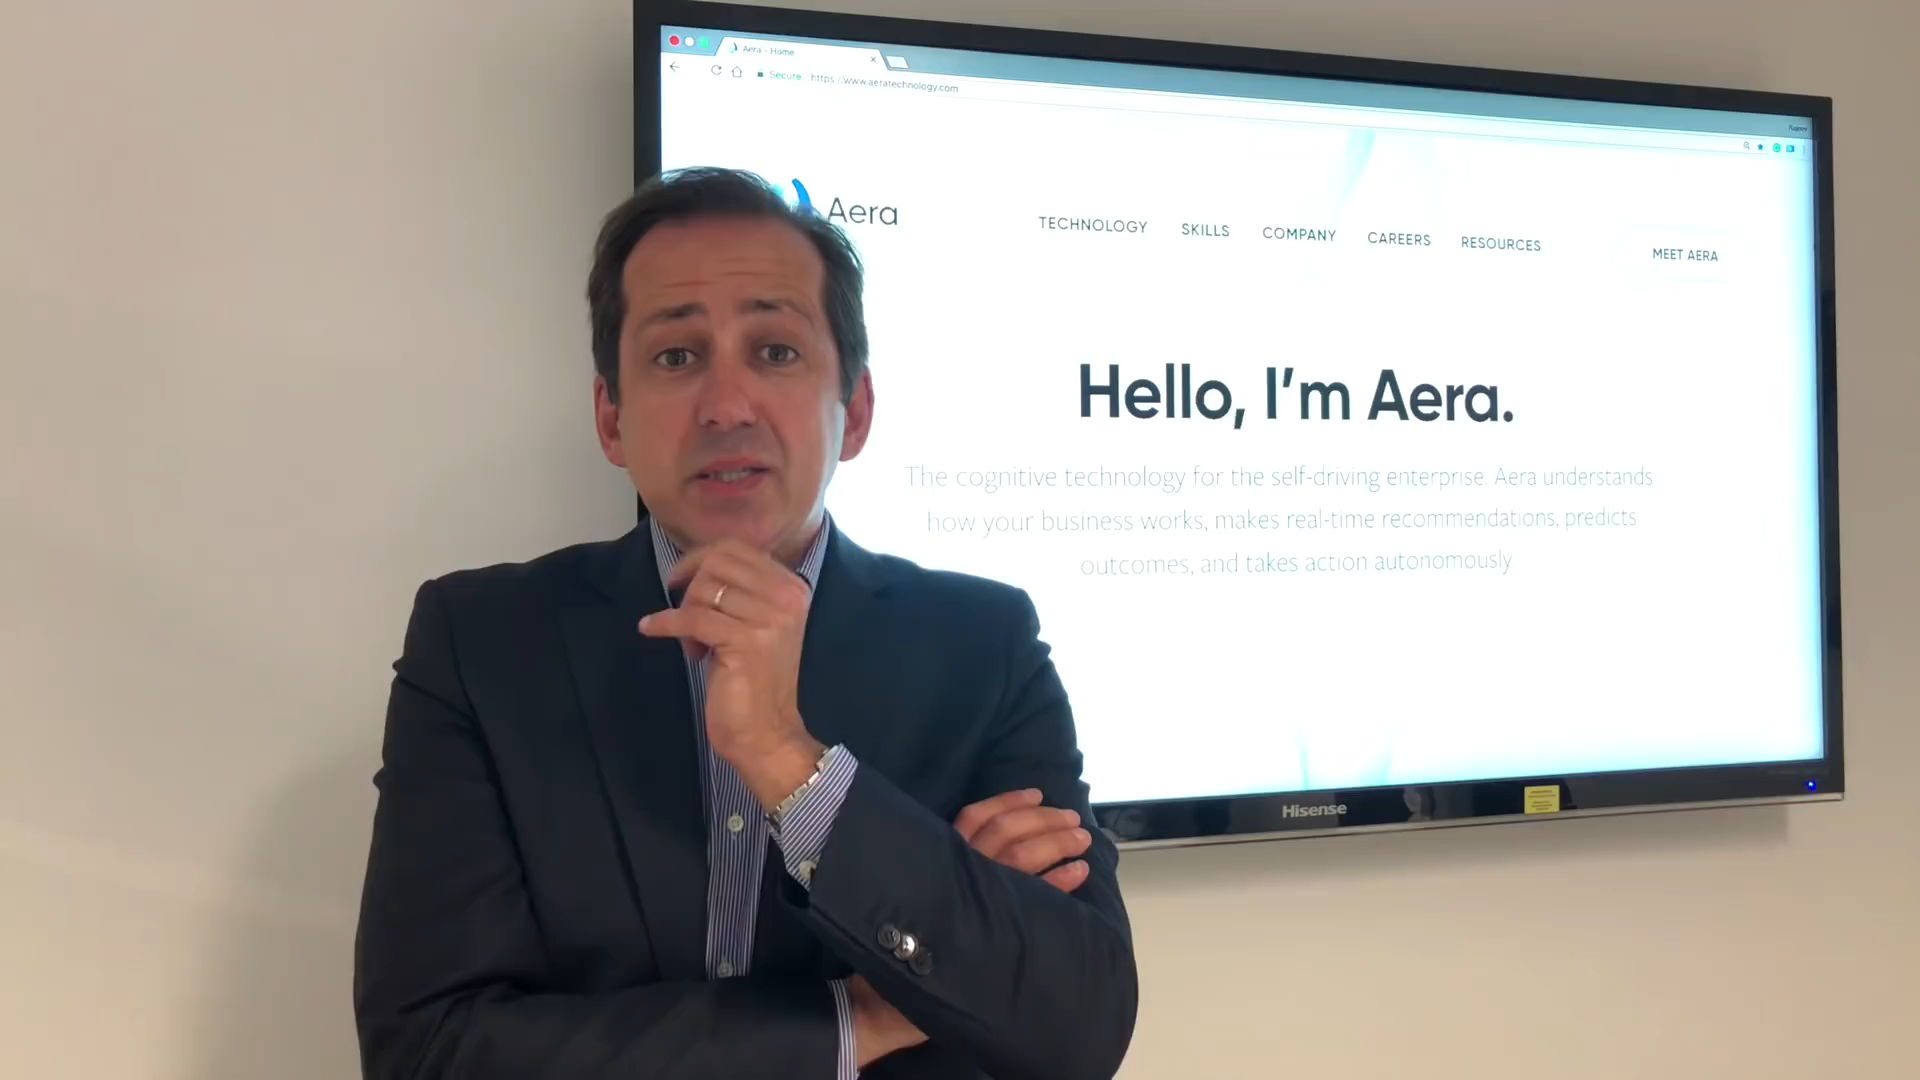 Aera - Home
Secure https://www.aeratechnology.com
Aera
TECHNOLOGY SKILLS COMPANY CAREERS RESOURCES MEET AERA
Hello, I'm Aera.
The cognitive technology for the self-driving enterprise. Aera understands
how your business works, makes real-time recommendations, predicts
outcomes, and takes action autonomously.
Hisense